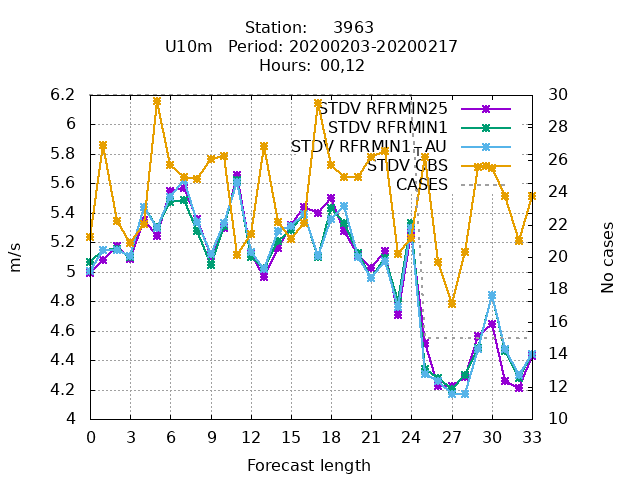 Station: 3963
U10m Period: 20200203-20200217
Hours: 00,12
6.2
6
5.8
5.6
5.4
5.2
5
4.8
4.6
4.4
4.2
4
30
28
26
24
22
20
18
16
14
12
10
STDV RFRMIN25
STDV RFRMIN1
STDV RFRMIN1+AU
STDV OBS
CASES
m/s
No cases
0 3 6 9 12 15 18 21 24 27 30 33
Forecast length